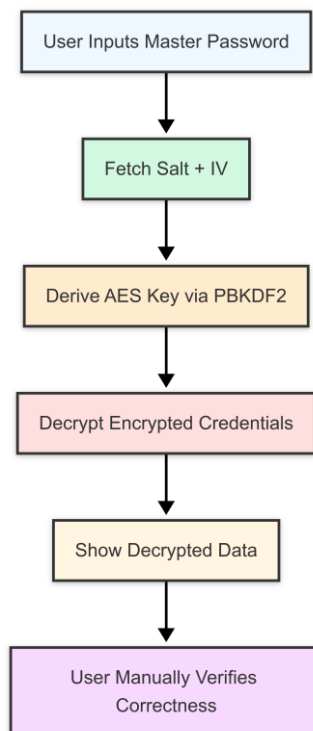 User Inputs Master Password
Fetch Salt + IV
Derive AES Key via PBKDF2
Decrypt Encrypted Credentials
Show Decrypted Data
User Manually Verifies
Correctness